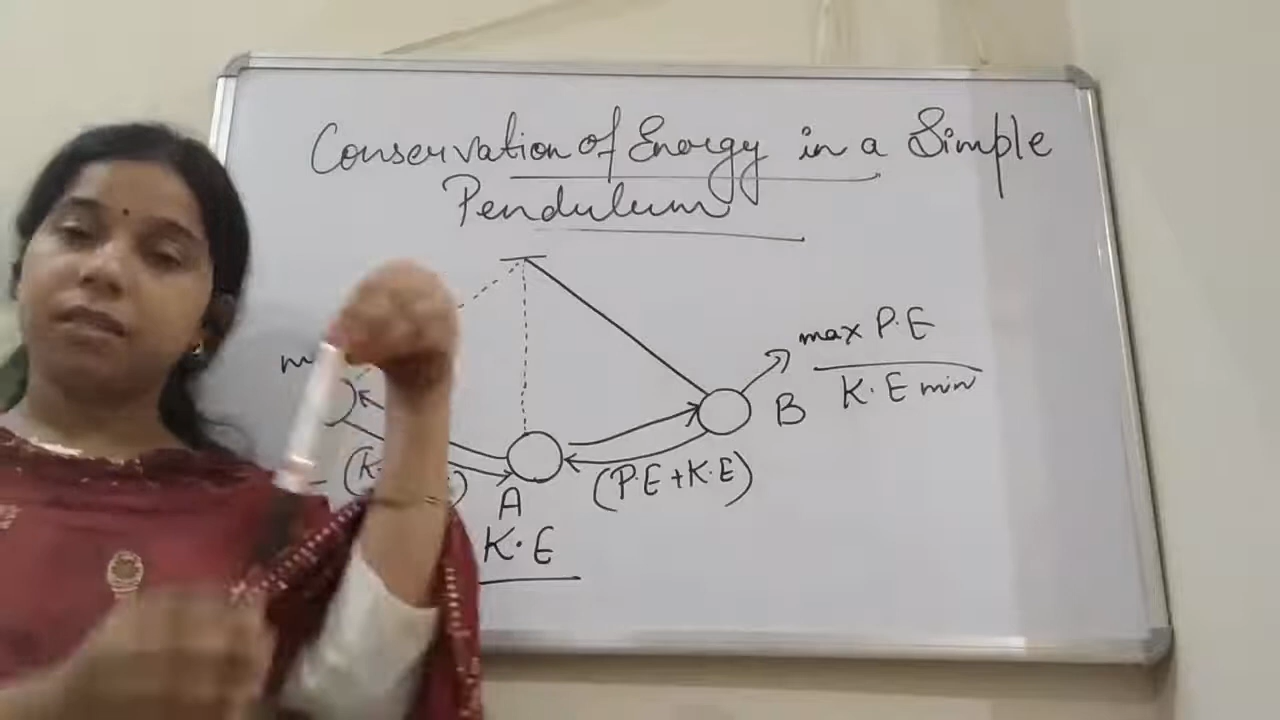 Conservation of Energy in a Simple
Pendulum
max P.E
K.E min
B
(P.E + K.E)
A
K.E